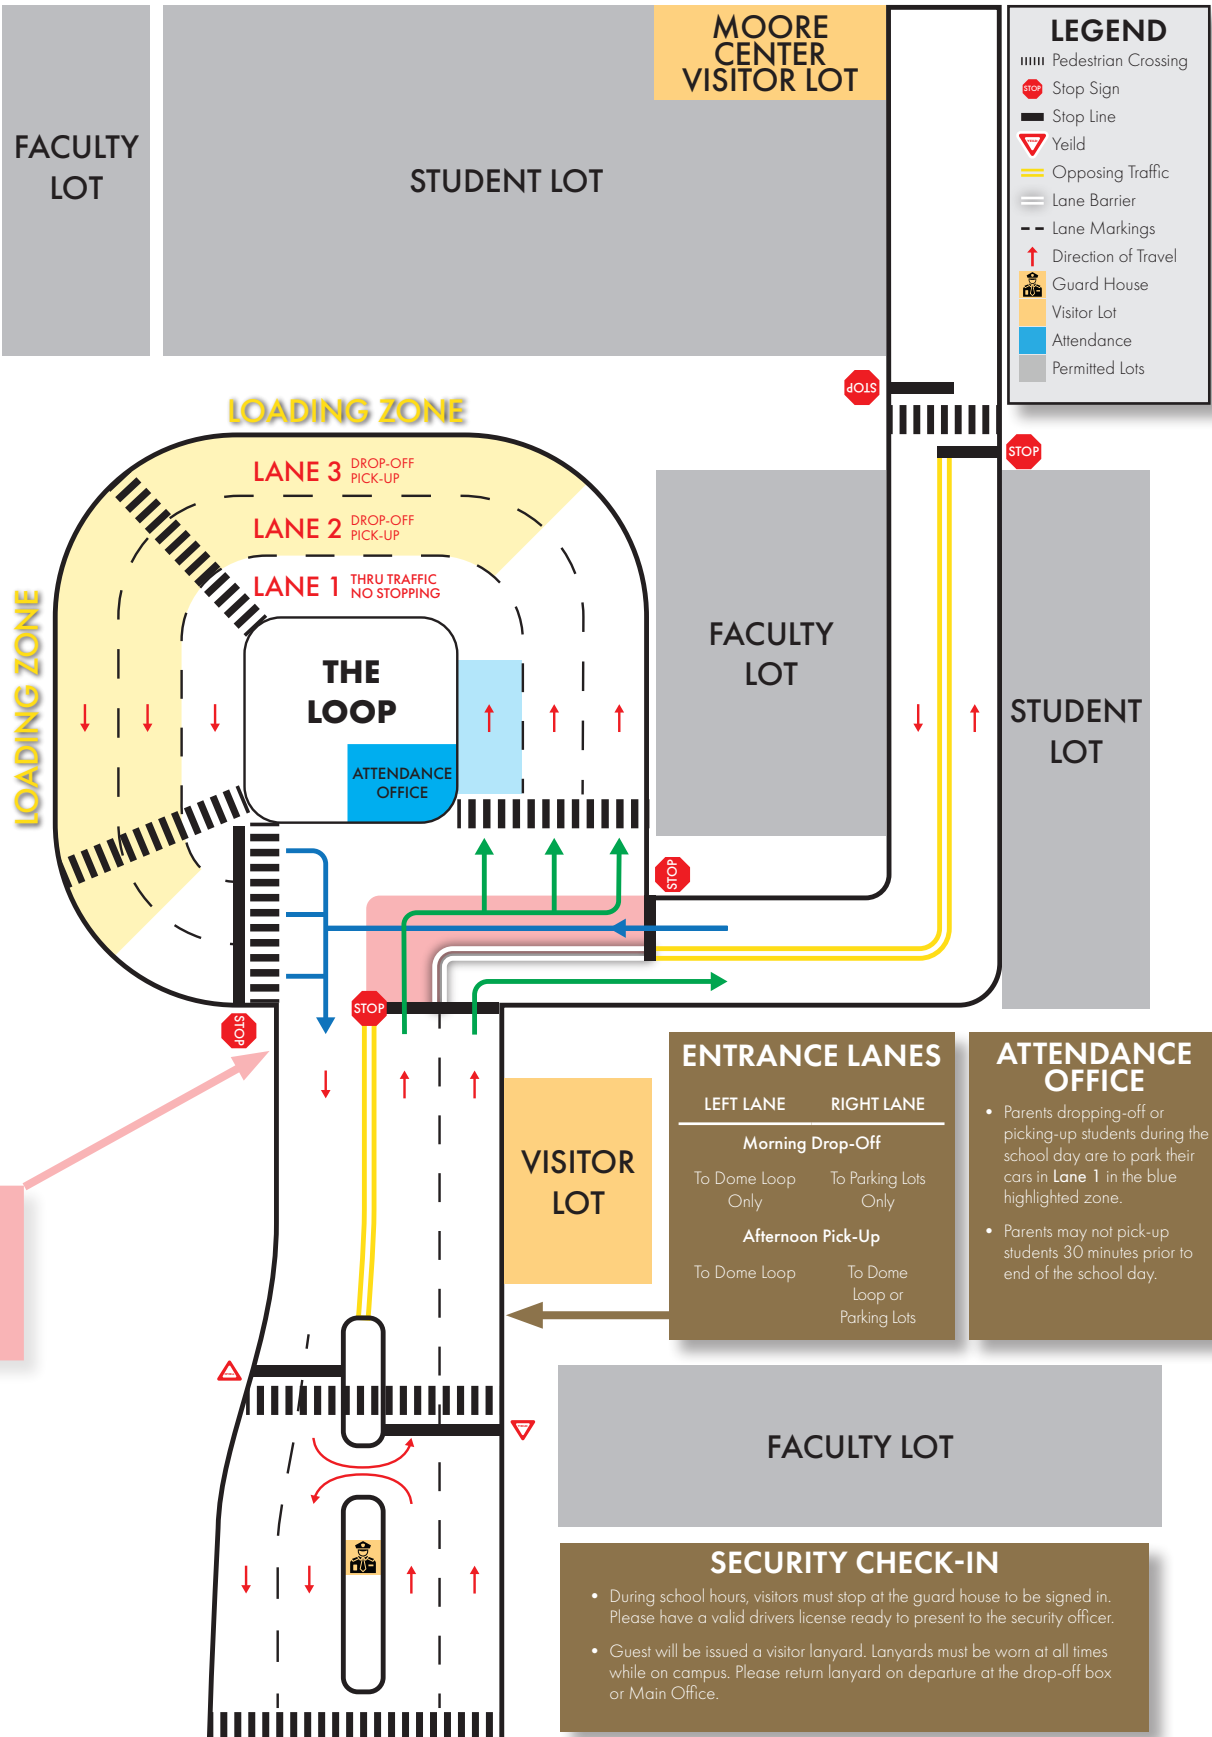 MOORE
CENTER
VISITOR LOT
LEGEND
Pedestrian Crossing
STOP
Stop Sign
Stop Line
Yeild
Opposing Traffic
Lane Barrier
Lane Markings
Direction of Travel
Guard House
Visitor Lot
Attendance
Permitted Lots
FACULTY
LOT
STUDENT LOT
STOP
STOP
LOADING ZONE
LANE 3 DROP-OFF
PICK-UP
LANE 2 DROP-OFF
PICK-UP
LANE 1 THRU TRAFFIC
NO STOPPING
LOADING ZONE
THE
LOOP
ATTENDANCE
OFFICE
FACULTY
LOT
STUDENT
LOT
STOP
STOP
STOP
VISITOR
LOT
ENTRANCE LANES
LEFT LANE RIGHT LANE
Morning Drop-Off
To Dome Loop To Parking Lots
Only Only
Afternoon Pick-Up
To Dome Loop To Dome
Loop or
Parking Lots
ATTENDANCE
OFFICE
• Parents dropping-off or
picking-up students during the
school day are to park their
cars in Lane 1 in the blue
highlighted zone.
• Parents may not pick-up
students 30 minutes prior to
end of the school day.
FACULTY LOT
SECURITY CHECK-IN
• During school hours, visitors must stop at the guard house to be signed in.
Please have a valid drivers license ready to present to the security officer.
• Guest will be issued a visitor lanyard. Lanyards must be worn at all times
while on campus. Please return lanyard on departure at the drop-off box
or Main Office.